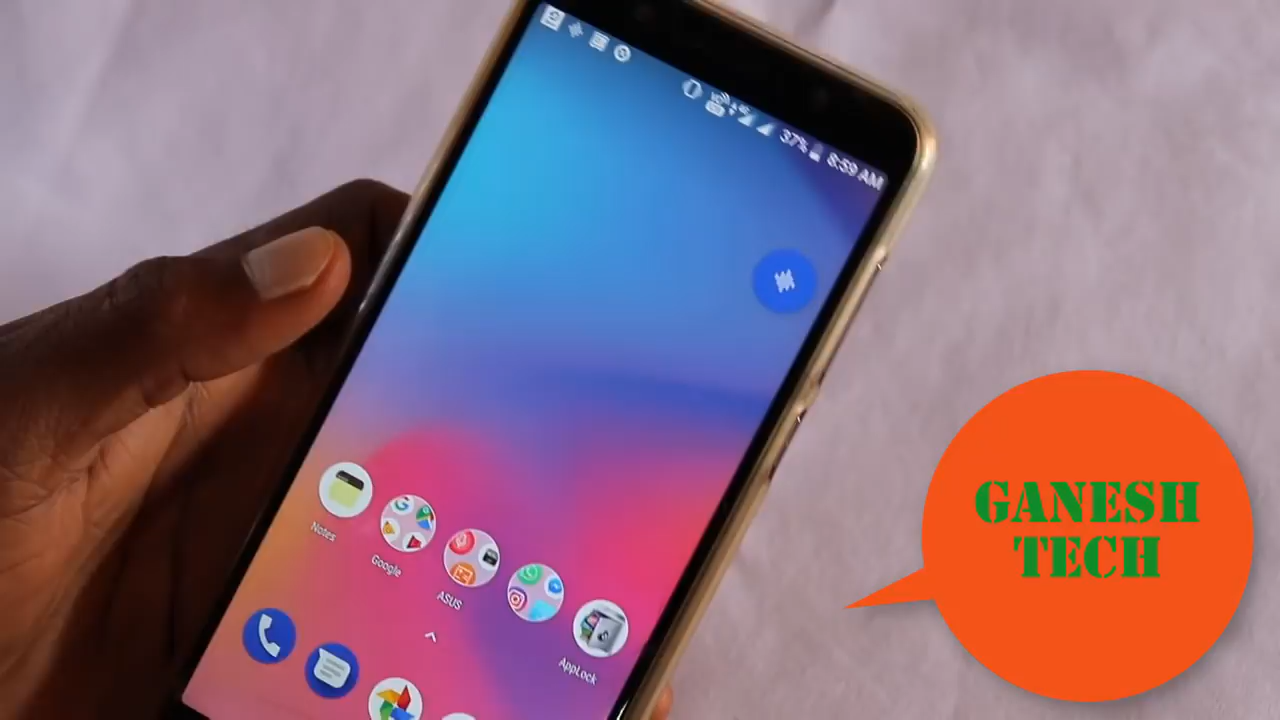 37% 8:59 AM
Notes
Google
ASUS
AppLock
GANESH
TECH